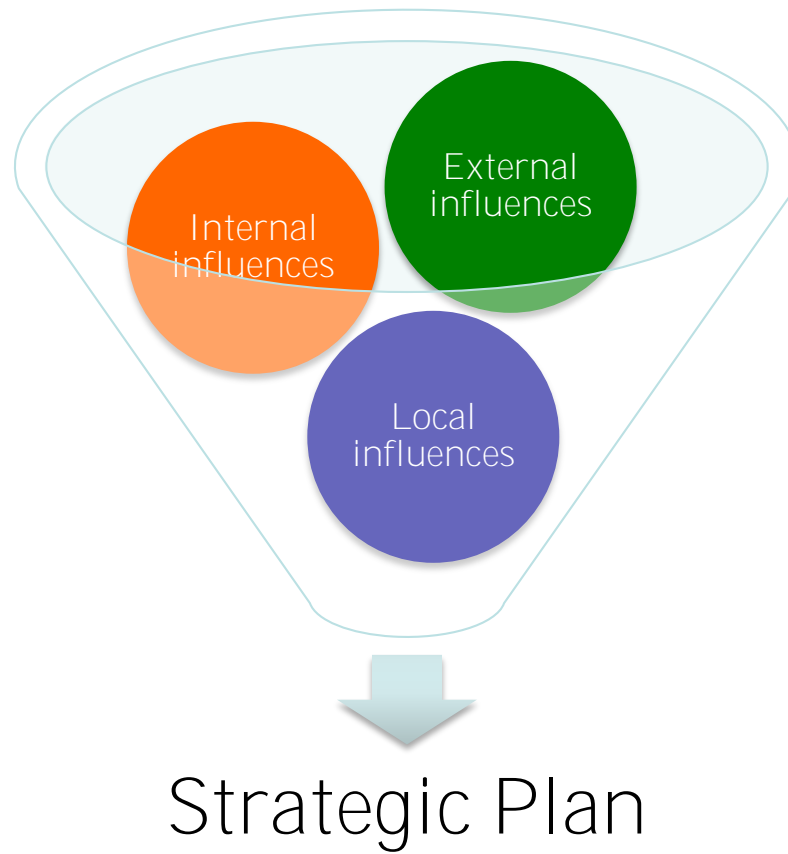 External
influences
Internal
influences
Local
influences
Strategic Plan